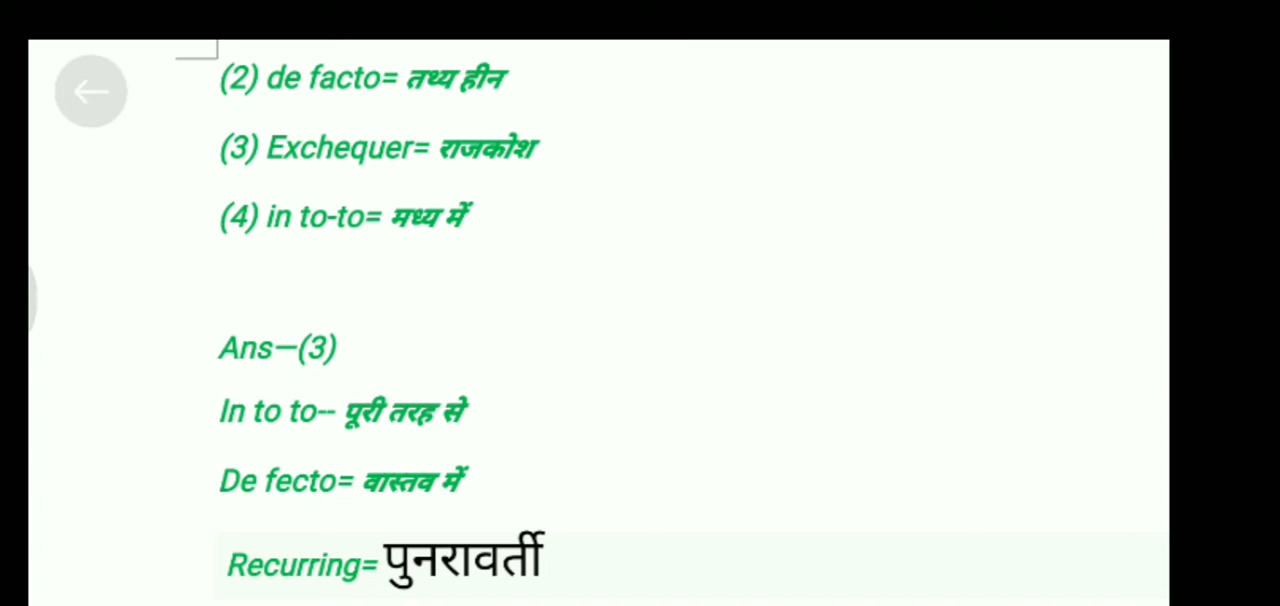 (2) de facto= तथ्य हीन
(3) Exchequer= राजकोश
(4) in to-to= मध्य में
Ans—(3)
In to to-- पूरी तरह से
De fecto= वास्तव में
Recurring= पुनरावर्ती